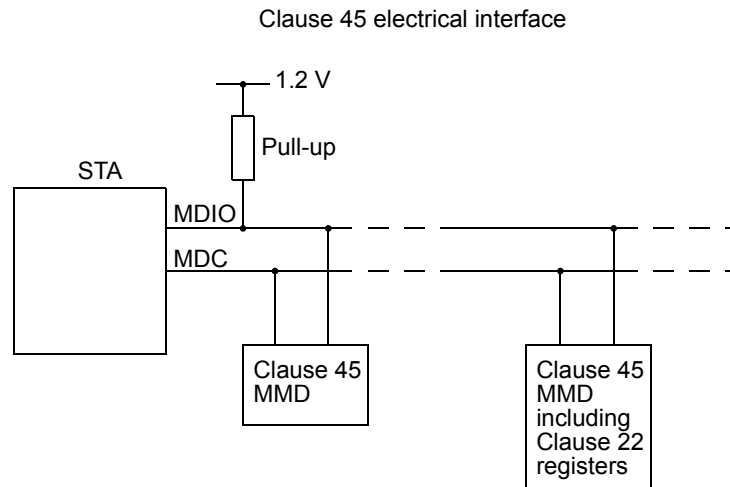 Clause 45 electrical interface
1.2 V
Pull-up
STA
MDIO
MDC
Clause 45
MMD
Clause 45
MMD
including
Clause 22
registers